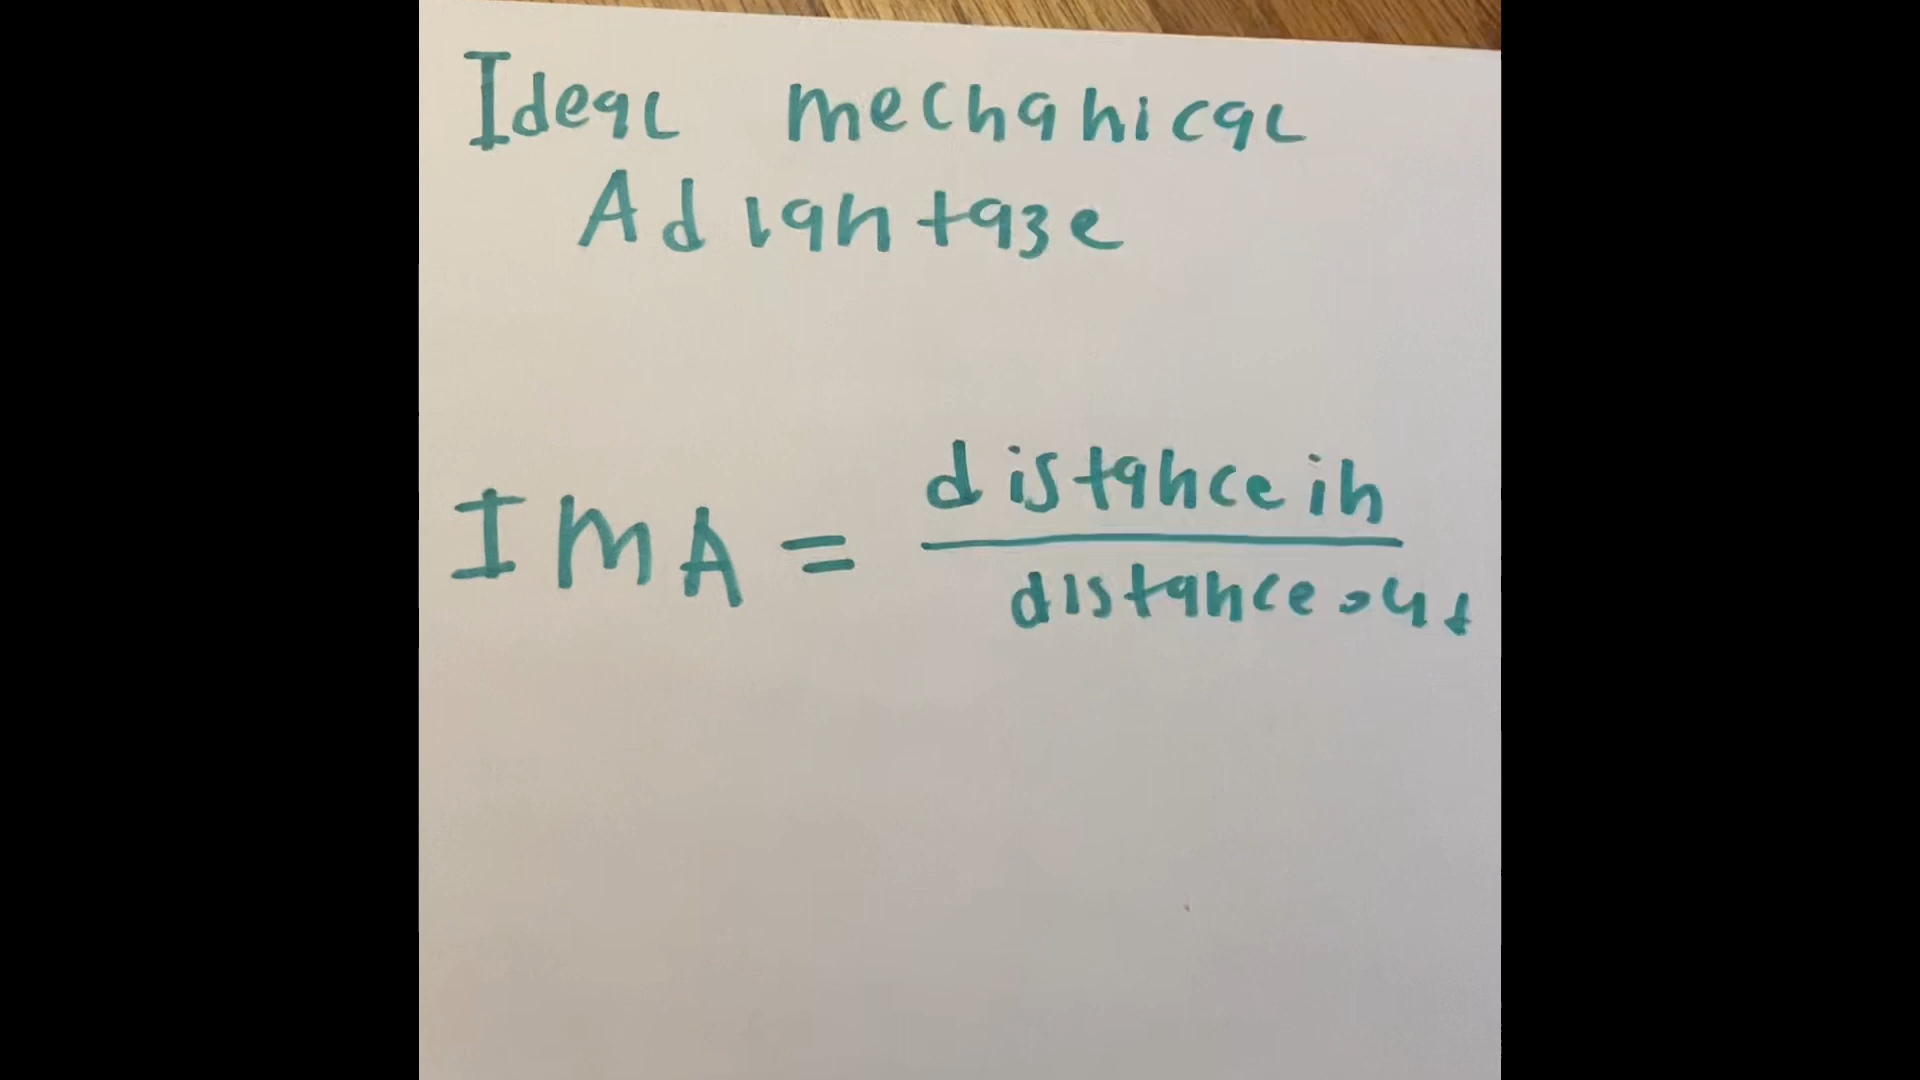 Ideal mechanical
Advantage
IMA = distance in
distance out